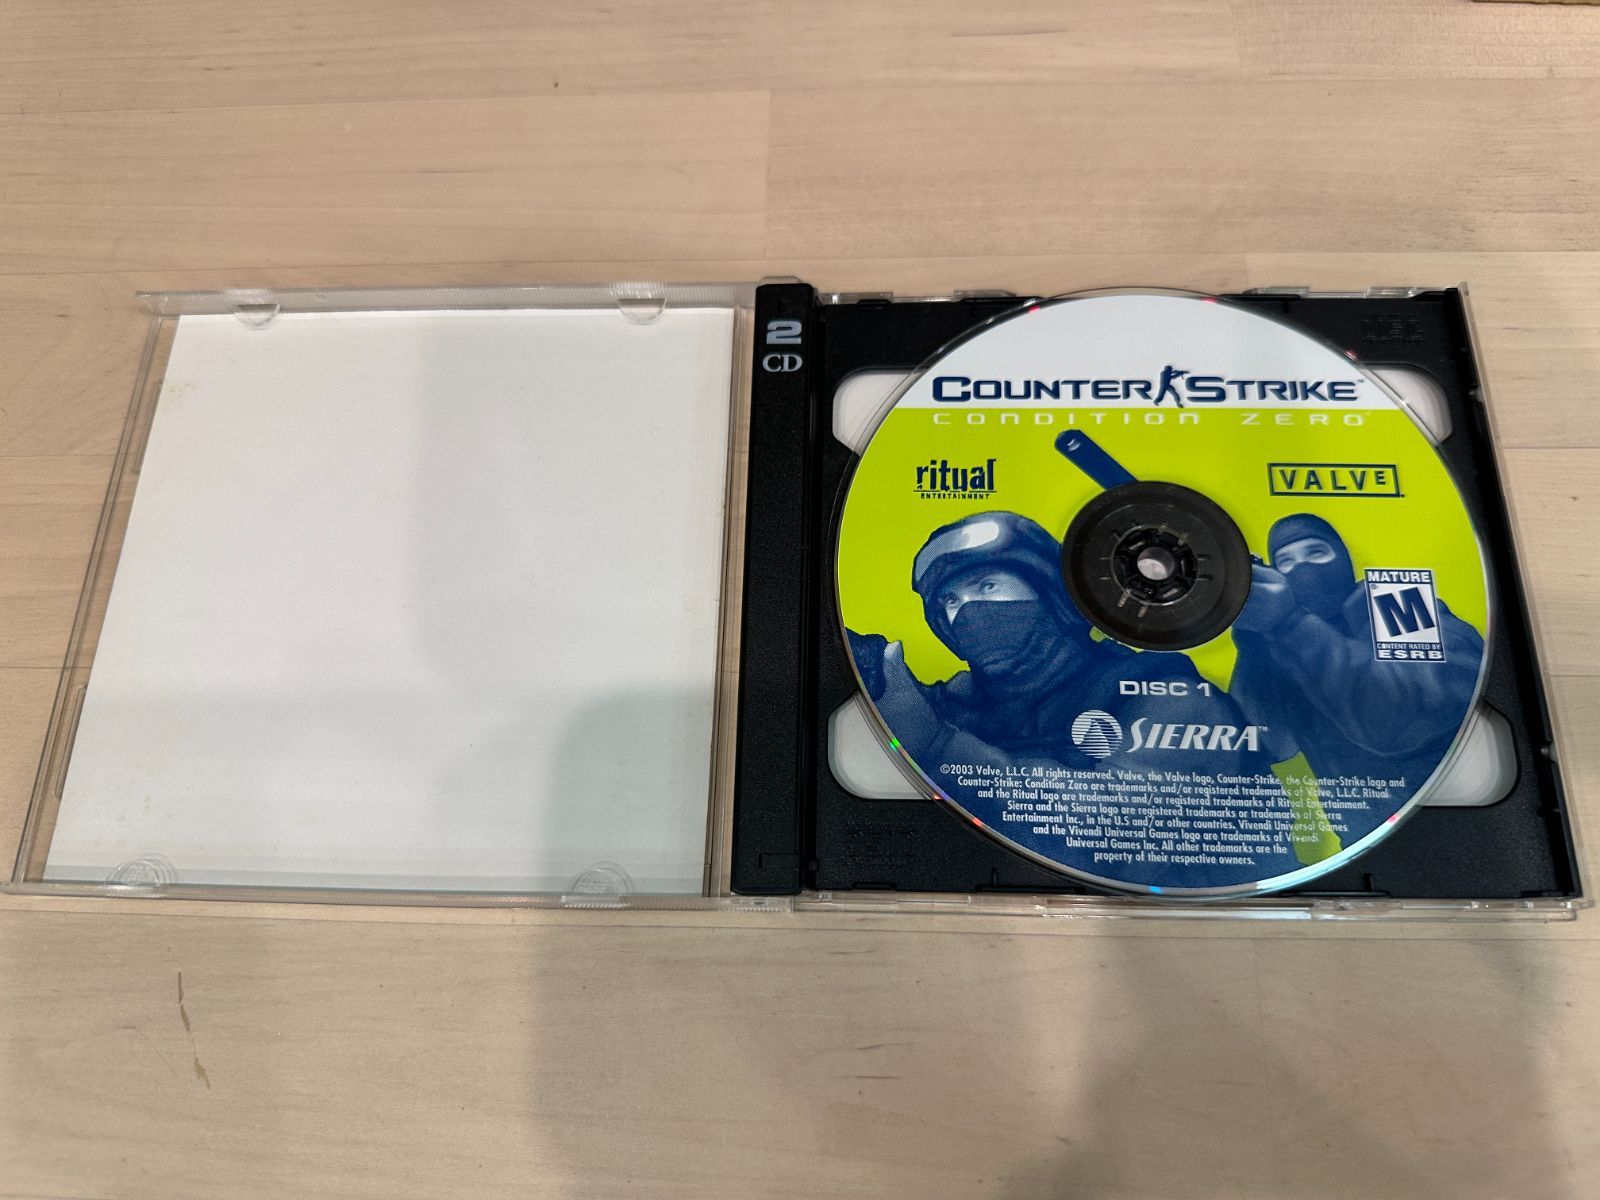 2
CD
COUNTER STRIKE™
CONDITION ZERO™
ritual
ENTERTAINMENT
VALVE
MATURE
M
CONTENT RATED BY
ESRB
DISC 1
SIERRA™
©2003 Valve, L.L.C. All rights reserved. Valve, the Valve logo, Counter-Strike, the Counter-Strike logo and
Counter-Strike: Condition Zero are trademarks and/or registered trademarks of Valve, L.L.C. Ritual
and the Ritual logo are trademarks and/or registered trademarks of Ritual Entertainment.
Sierra and the Sierra logo are registered trademarks or trademarks of Sierra
Entertainment Inc., in the U.S and/or other countries. Vivendi Universal Games
and the Vivendi Universal Games logo are trademarks of Vivendi
Universal Games Inc. All other trademarks are the
property of their respective owners.